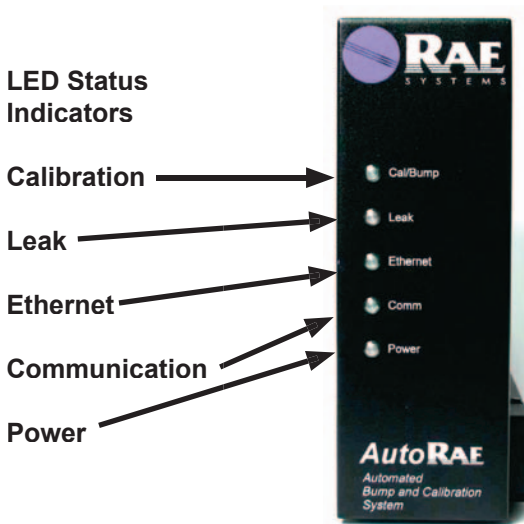 LED Status
Indicators
Calibration
Leak
Ethernet
Communication
Power
RAE
SYSTEMS
Cal/Bump
Leak
Ethernet
Comm
Power
AutoRAE
Automated
Bump and Calibration
System